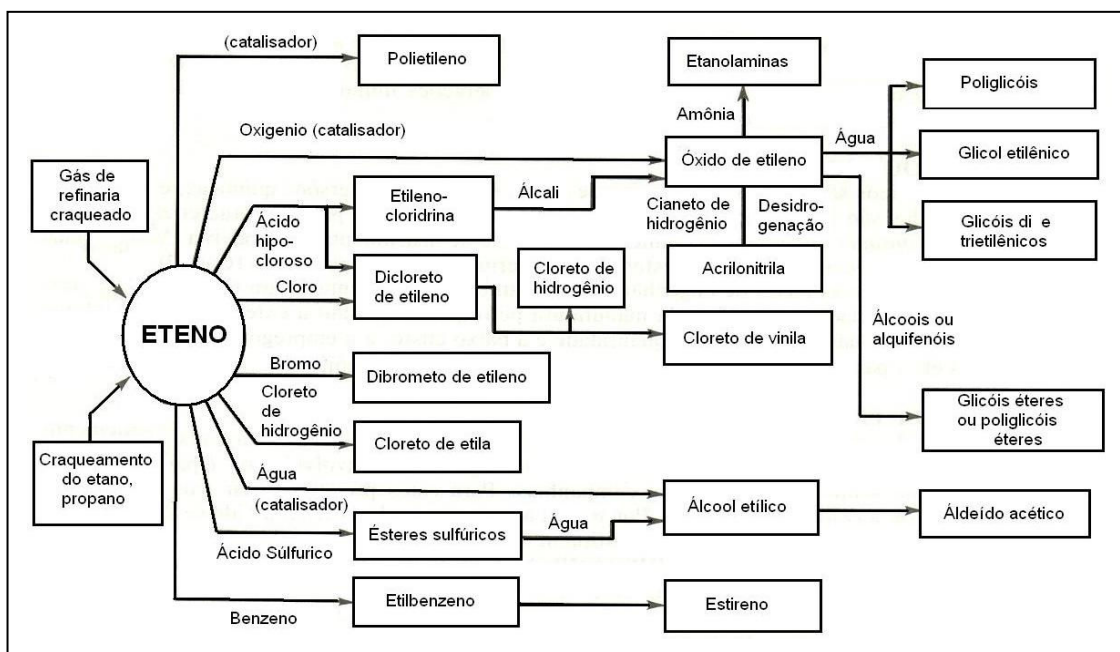 (catalisador)
Polietileno
Etanolaminas
Poliglicóis
Amônia
Oxigenio (catalisador)
Água
Óxido de etileno
Glicol etilênico
Gás de
refinaria
craqueado
Etileno-
cloridrina
Álcali
Cianeto de
hidrogênio
Desidro-
genação
Glicóis di e
trietilênicos
Ácido
hipo-
cloroso
Cloreto de
hidrogênio
Acrilonitrila
Cloro
Dicloreto
de etileno
ETENO
Cloreto de vinila
Álcoois ou
alquifenóis
Bromo
Dibrometo de etileno
Cloreto
de
hidrogênio
Cloreto de etila
Glicóis éteres
ou poliglicóis
éteres
Craqueamento
do etano,
propano
Água
(catalisador)
Álcool etílico
Áldeído acético
Ácido Súlfurico
Ésteres sulfúricos
Água
Benzeno
Etilbenzeno
Estireno